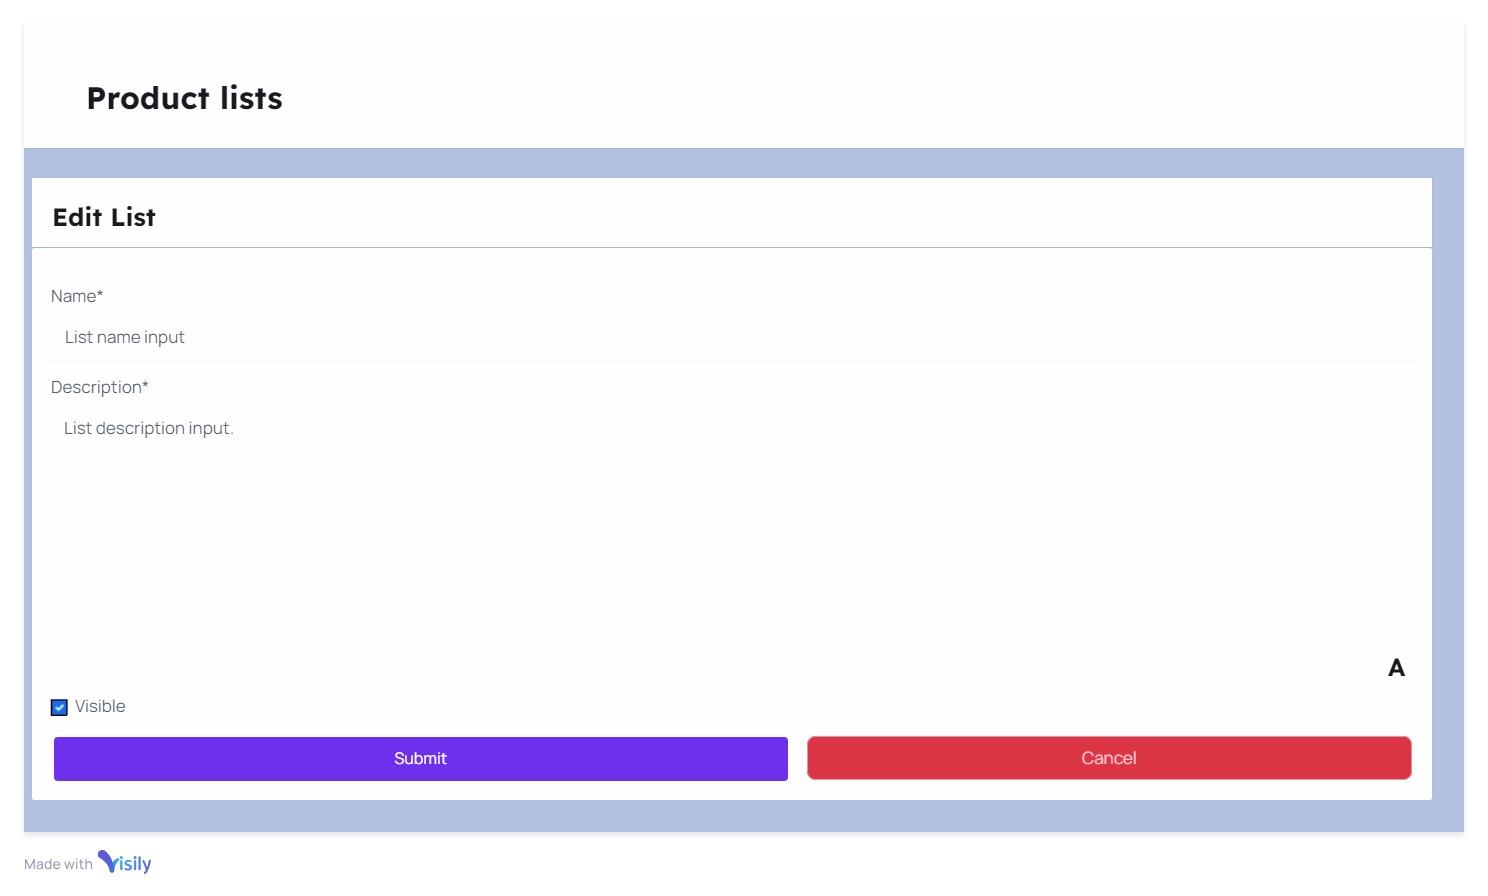 Product lists
Edit List
Name*
List name input
Description*
List description input.
A
Visible
Submit
Cancel
Made with Visily